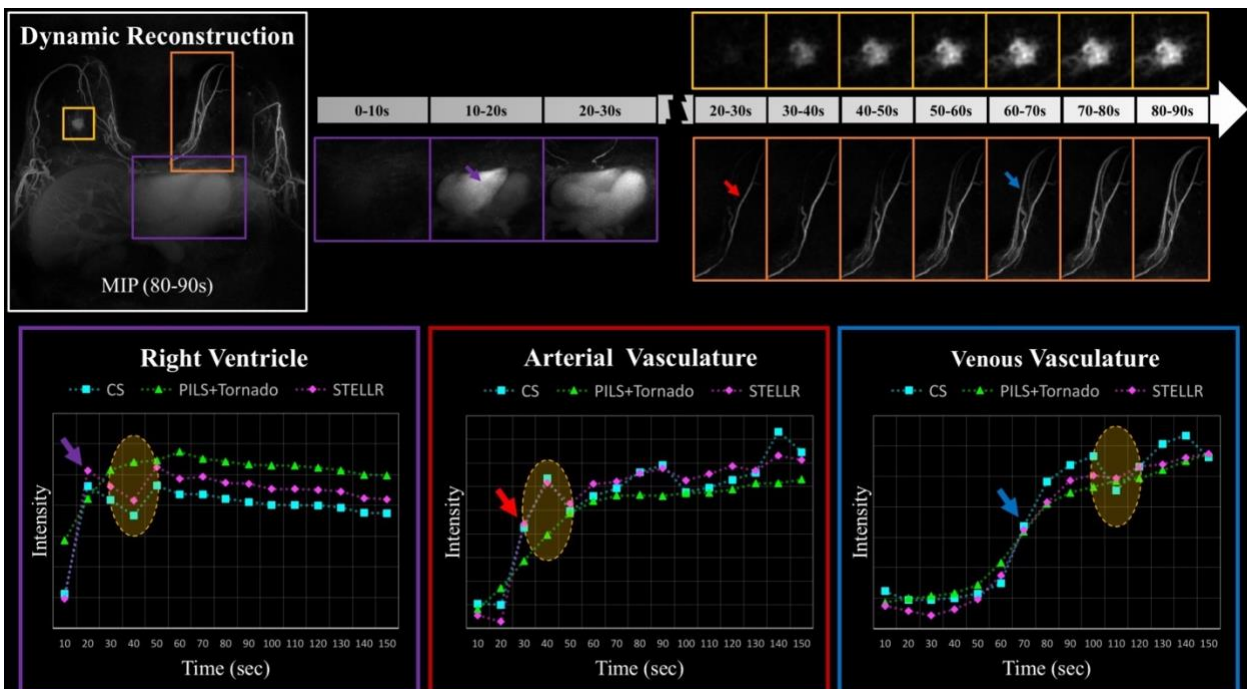 Dynamic Reconstruction
MIP (80-90s)
0-10s 10-20s 20-30s
20-30s 30-40s 40-50s 50-60s 60-70s 70-80s 80-90s
Right Ventricle
CS PILS+Tornado STELLR
Intensity
10 20 30 40 50 60 70 80 90 100 110 120 130 140 150
Time (sec)
Arterial Vasculature
CS PILS+Tornado STELLR
Intensity
10 20 30 40 50 60 70 80 90 100 110 120 130 140 150
Time (sec)
Venous Vasculature
CS PILS+Tornado STELLR
Intensity
10 20 30 40 50 60 70 80 90 100 110 120 130 140 150
Time (sec)